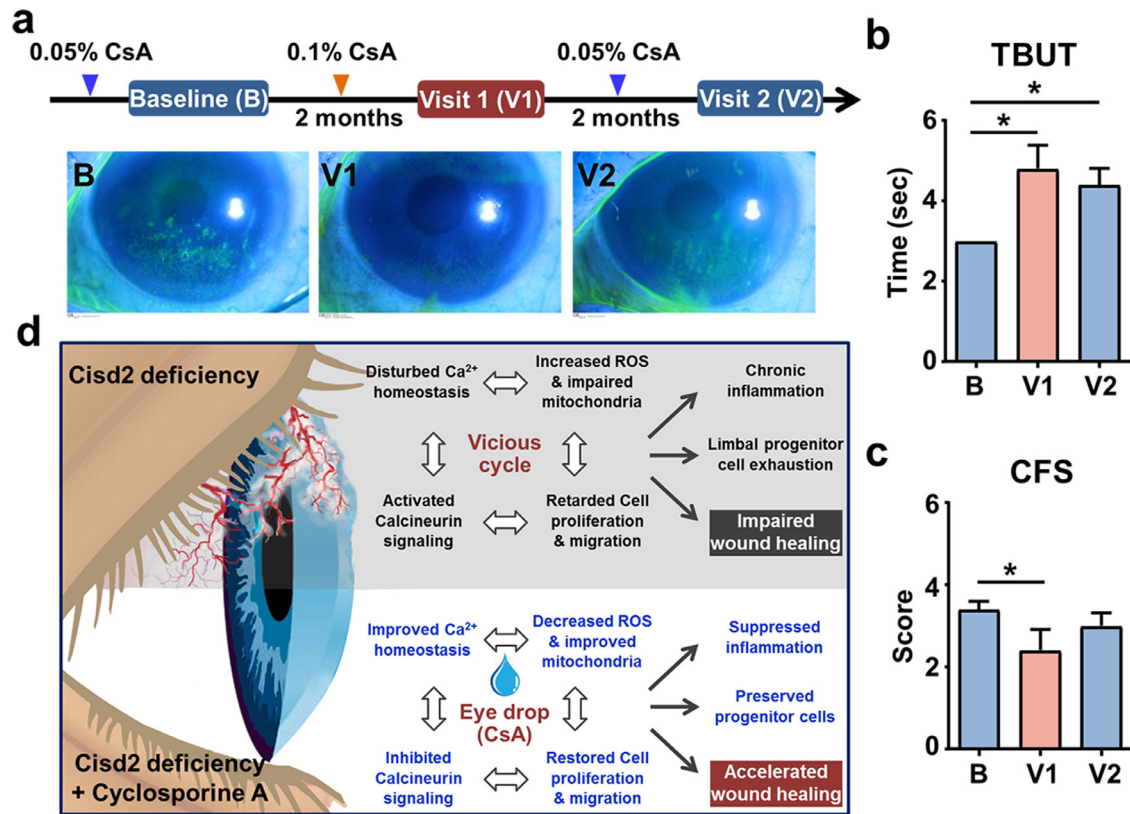 a
0.05% CsA
0.1% CsA
0.05% CsA
Baseline (B)
Visit 1 (V1)
Visit 2 (V2)
2 months
2 months
B
V1
V2
b
TBUT
*
*
Time (sec)
6
4
2
0
B
V1
V2
c
CFS
*
Score
6
4
2
0
B
V1
V2
d
Cisd2 deficiency
Disturbed Ca²⁺
homeostasis
Increased ROS
& impaired
mitochondria
Vicious
cycle
Activated
Calcineurin
signaling
Retarded Cell
proliferation
& migration
Chronic
inflammation
Limbal progenitor
cell exhaustion
Impaired
wound healing
Cisd2 deficiency
+ Cyclosporine A
Improved Ca²⁺
homeostasis
Decreased ROS
& improved
mitochondria
Eye drop
(CsA)
Inhibited
Calcineurin
signaling
Restored Cell
proliferation
& migration
Suppressed
inflammation
Preserved
progenitor cells
Accelerated
wound healing